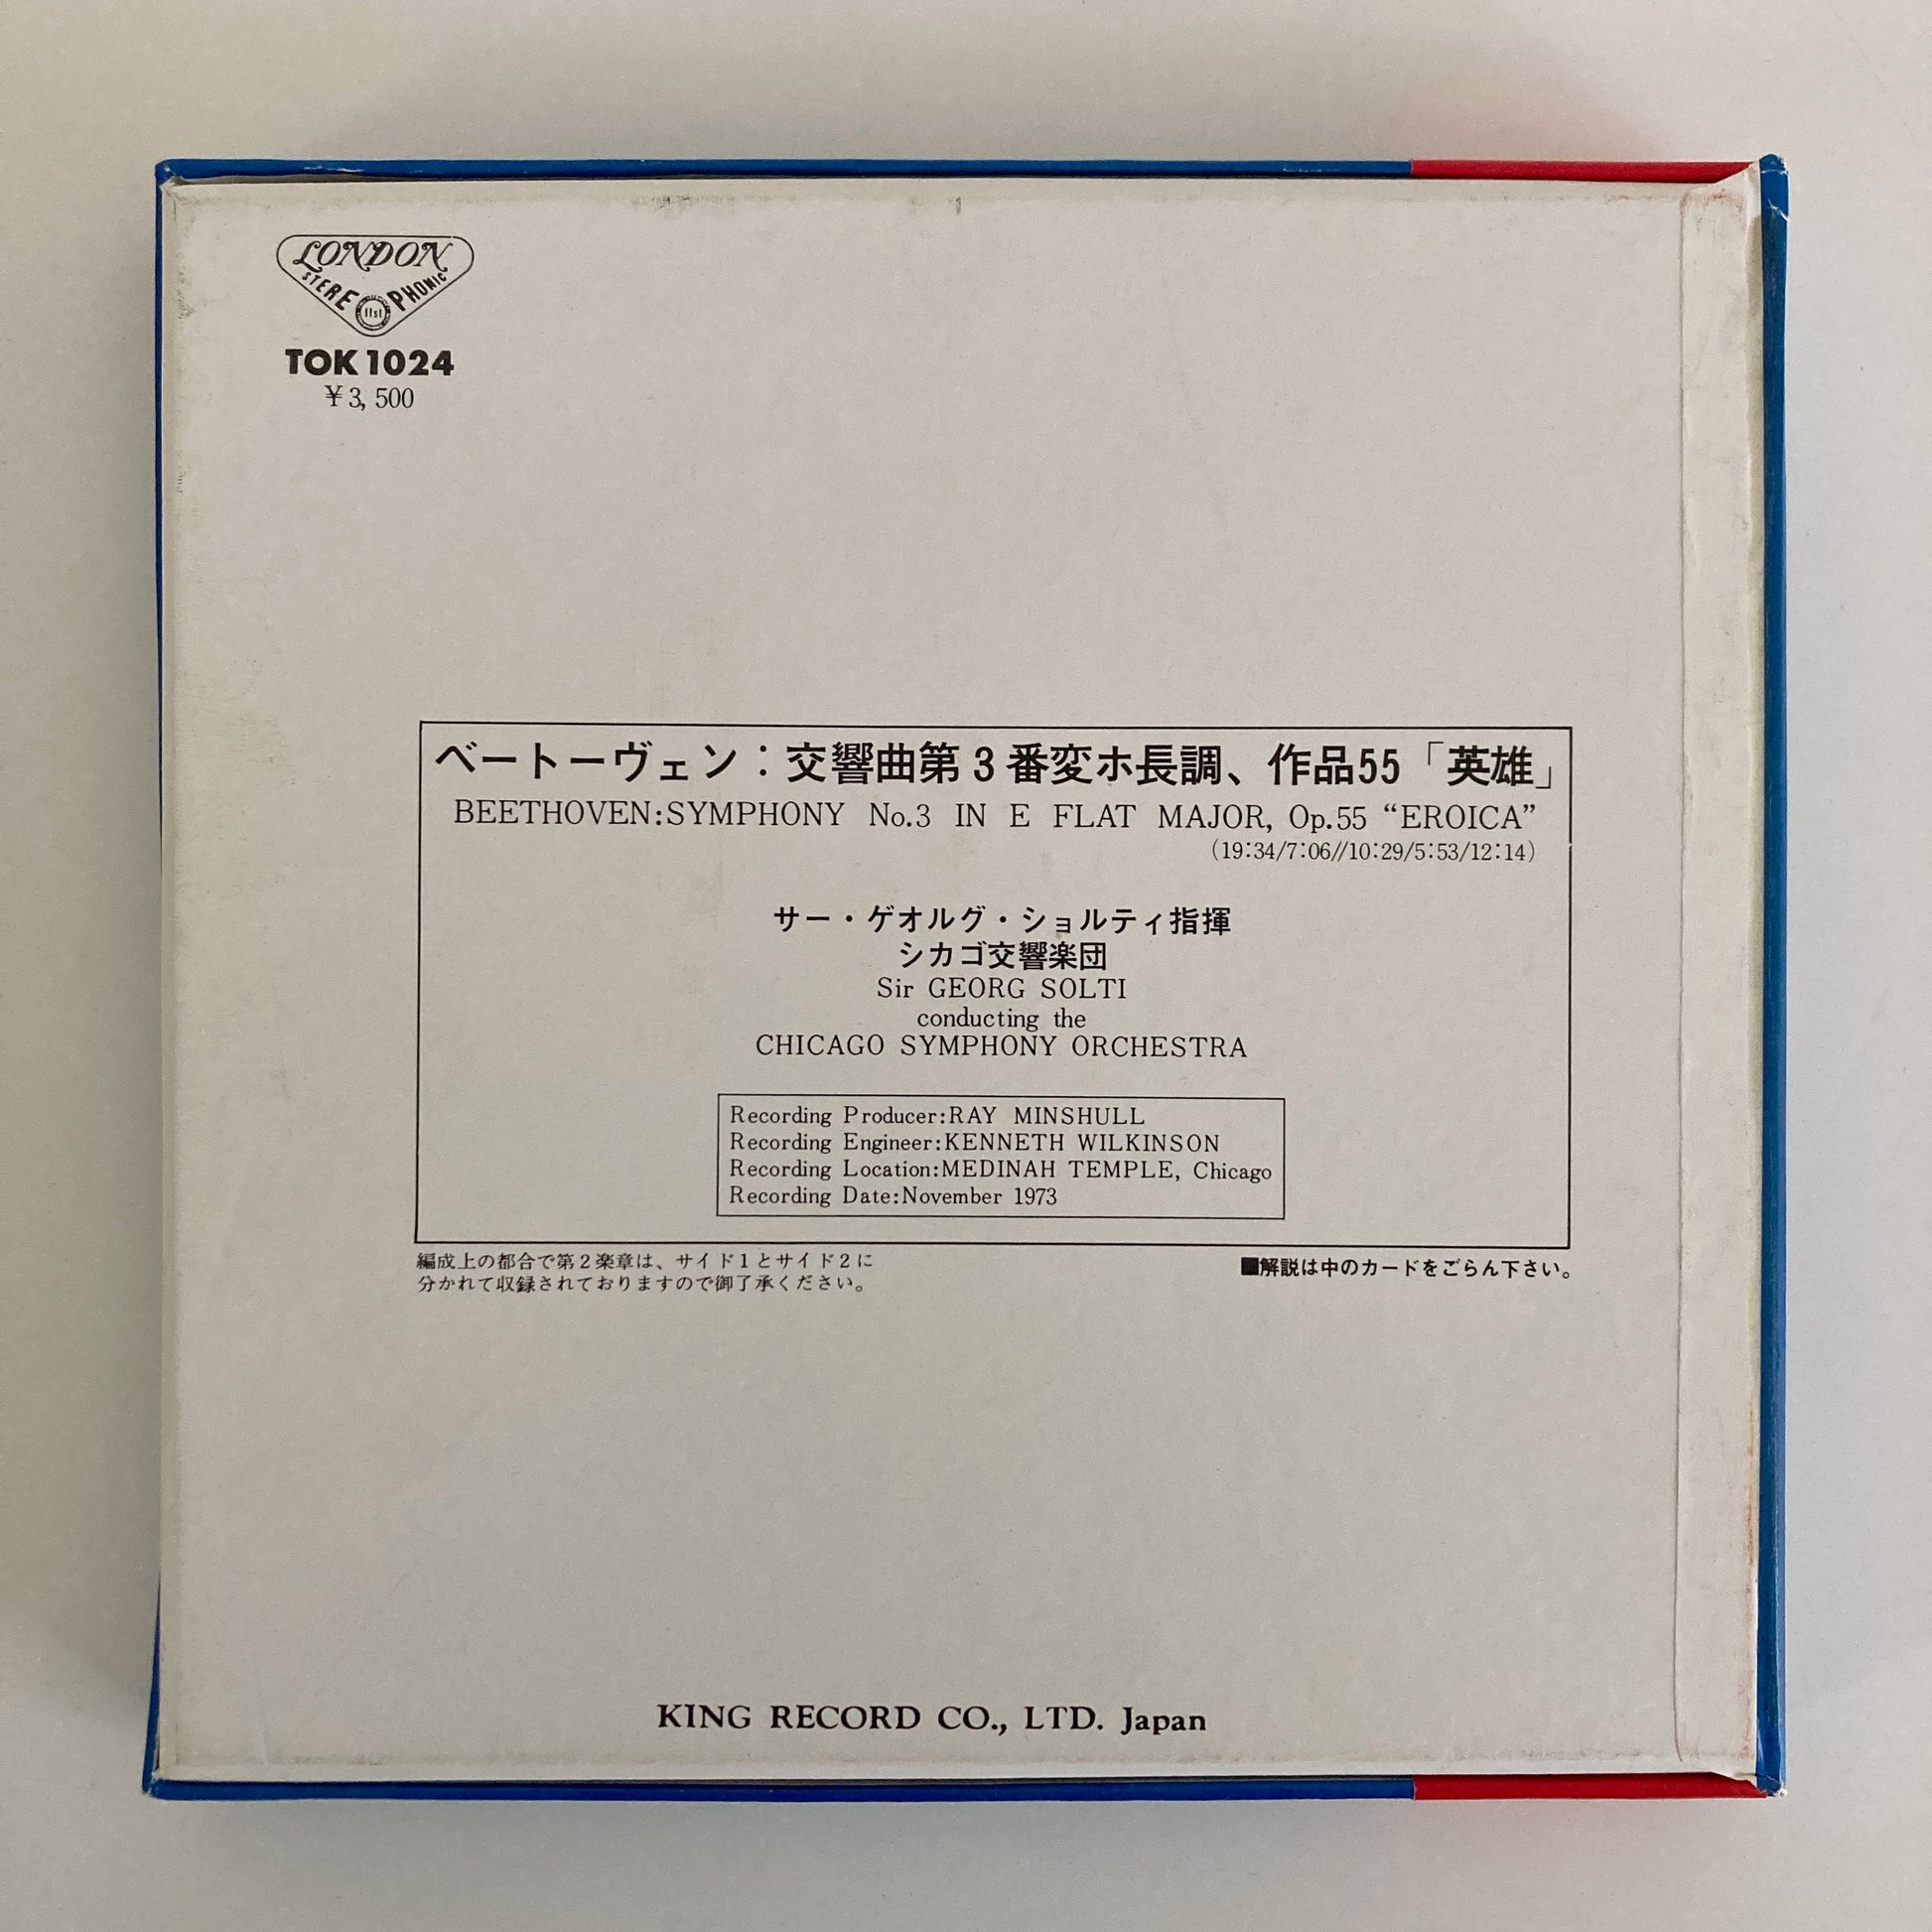 LONDON
STEREOPHONIC
TOK 1024
¥3,500
ベートーヴェン：交響曲第3番変ホ長調、作品55「英雄」
BEETHOVEN:SYMPHONY No.3 IN E FLAT MAJOR, Op.55 “EROICA”
(19:34/7:06//10:29/5:53/12:14)
サー・ゲオルグ・ショルティ指揮
シカゴ交響楽団
Sir GEORG SOLTI
conducting the
CHICAGO SYMPHONY ORCHESTRA
Recording Producer:RAY MINSHULL
Recording Engineer:KENNETH WILKINSON
Recording Location:MEDINAH TEMPLE, Chicago
Recording Date:November 1973
編成上の都合で第2楽章は、サイド1とサイド2に
分かれて収録されておりますので御了承ください。
■解説は中のカードをごらん下さい。
KING RECORD CO., LTD. Japan